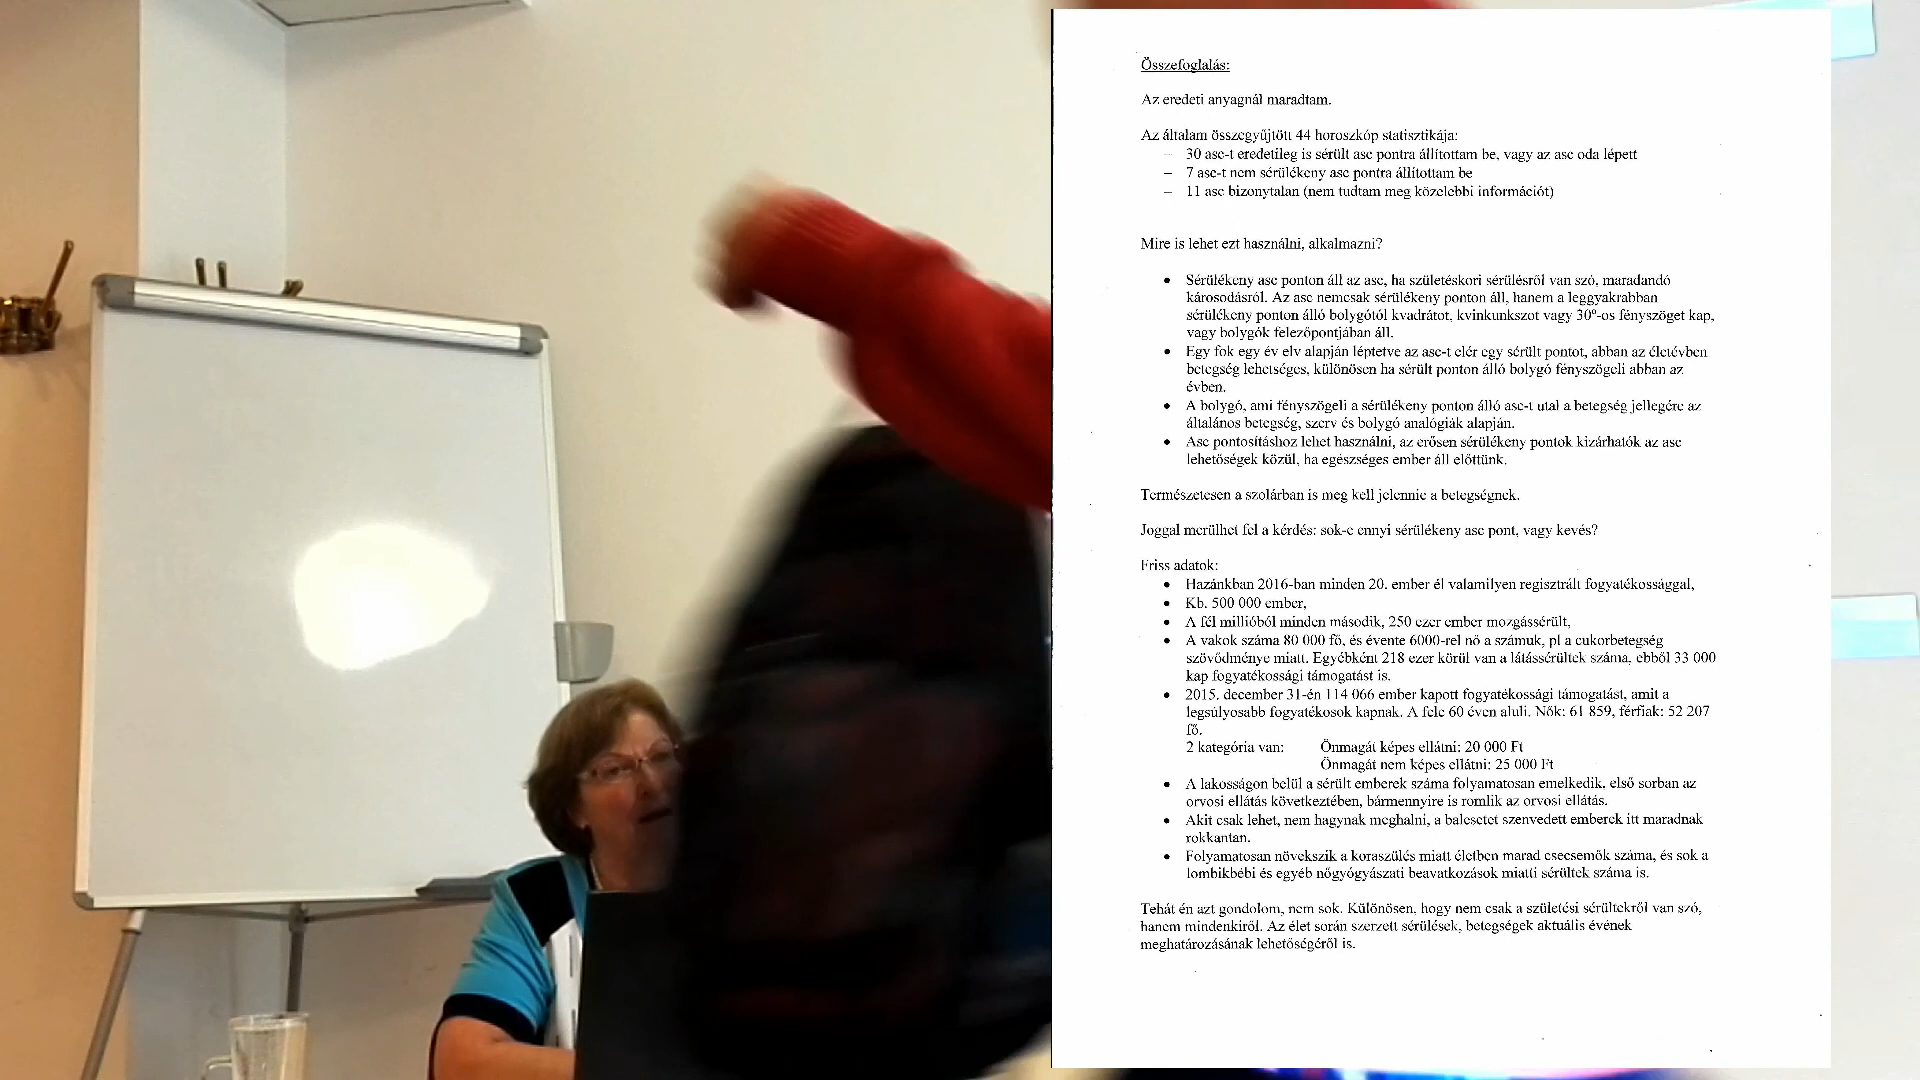 Összefoglalás:
Az eredeti anyagnál maradtam.
Az általam összegyűjtött 44 horoszkóp statisztikája:
– 30 asc-t eredetileg is sérült asc pontra állítottam be, vagy az asc oda lépett
– 7 asc-t nem sérülékeny asc pontra állítottam be
– 11 asc bizonytalan (nem tudtam meg közelebbi információt)
Mire is lehet ezt használni, alkalmazni?
• Sérülékeny asc ponton áll az asc, ha születéskori sérülésről van szó, maradandó
károsodásról. Az asc nemcsak sérülékeny ponton áll, hanem a leggyakrabban
sérülékeny ponton álló bolygótól kvadrátot, kvinkunkszot vagy 30°-os fényszöget kap,
vagy bolygók felezőpontjában áll.
• Egy fok egy év elv alapján léptetve az asc-t elér egy sérült pontot, abban az életévben
betegség lehetséges, különösen ha sérült ponton álló bolygó fényszögeli abban az
évben.
• A bolygó, ami fényszögeli a sérülékeny ponton álló asc-t utal a betegség jellegére az
általános betegség, szerv és bolygó analógiák alapján.
• Asc pontosításhoz lehet használni, az erősen sérülékeny pontok kizárhatók az asc
lehetőségek közül, ha egészséges ember áll előttünk.
Természetesen a szolárban is meg kell jelennie a betegségnek.
Joggal merülhet fel a kérdés: sok-e ennyi sérülékeny asc pont, vagy kevés?
Friss adatok:
• Hazánkban 2016-ban minden 20. ember él valamilyen regisztrált fogyatékossággal,
• Kb. 500 000 ember,
• A fél millióból minden második, 250 ezer ember mozgássérült,
• A vakok száma 80 000 fő, és évente 6000-rel nő a számuk, pl a cukorbetegség
szövődménye miatt. Egyébként 218 ezer körül van a látássérültek száma, ebből 33 000
kap fogyatékossági támogatást is.
• 2015. december 31-én 114 066 ember kapott fogyatékossági támogatást, amit a
legsúlyosabb fogyatékosok kapnak. A fele 60 éven aluli. Nők: 61 859, férfiak: 52 207
fő.
2 kategória van: Önmagát képes ellátni: 20 000 Ft
Önmagát nem képes ellátni: 25 000 Ft
• A lakosságon belül a sérült emberek száma folyamatosan emelkedik, első sorban az
orvosi ellátás következtében, bármennyire is romlik az orvosi ellátás.
• Akit csak lehet, nem hagynak meghalni, a balesetet szenvedett emberek itt maradnak
rokkantan.
• Folyamatosan növekszik a koraszülés miatt életben marad csecsemők száma, és sok a
lombikbébi és egyéb nőgyógyászati beavatkozások miatti sérültek száma is.
Tehát én azt gondolom, nem sok. Különösen, hogy nem csak a születési sérültekről van szó,
hanem mindenkiről. Az élet során szerzett sérülések, betegségek aktuális évének
meghatározásának lehetőségéről is.